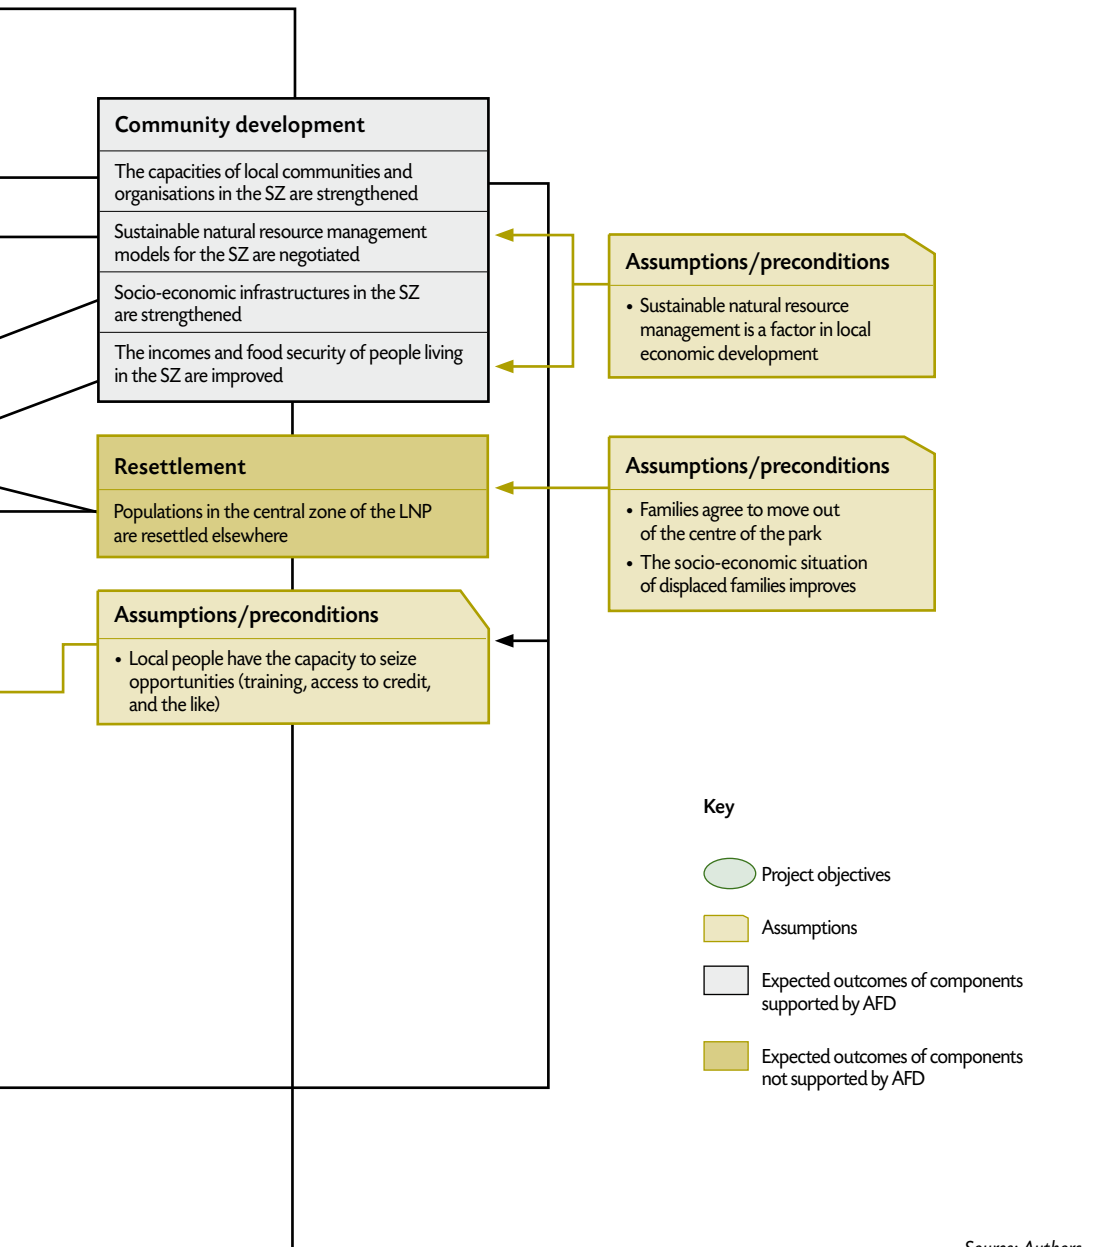 Community development
The capacities of local communities and
organisations in the SZ are strengthened
Sustainable natural resource management
models for the SZ are negotiated
Socio-economic infrastructures in the SZ
are strengthened
The incomes and food security of people living
in the SZ are improved
Assumptions/preconditions
• Sustainable natural resource
management is a factor in local
economic development
Resettlement
Populations in the central zone of the LNP
are resettled elsewhere
Assumptions/preconditions
• Families agree to move out
of the centre of the park
• The socio-economic situation
of displaced families improves
Assumptions/preconditions
• Local people have the capacity to seize
opportunities (training, access to credit,
and the like)
Key
Project objectives
Assumptions
Expected outcomes of components
supported by AFD
Expected outcomes of components
not supported by AFD
Source: Authors